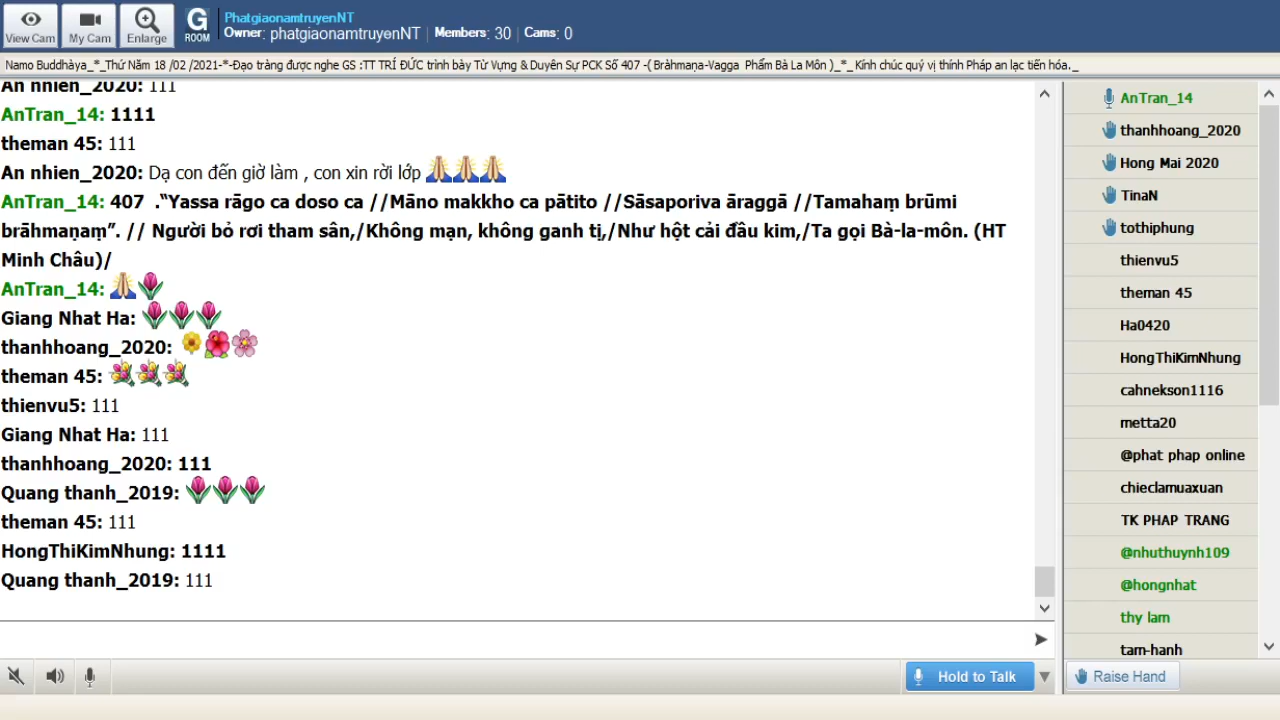 View Cam
My Cam
Enlarge
G
ROOM
PhatgiaonamtruyenNT
Owner: phatgiaonamtruyenNT | Members: 30 | Cams: 0
Namo Buddhàya_*_Thứ Năm 18 /02 /2021-*-Đạo tràng được nghe GS :TT TRÍ ĐỨC trình bày Từ Vựng & Duyên Sự PCK Số 407 -( Bràhmaṇa-Vagga Phẩm Bà La Môn )_*_ Kính chúc quý vị thính Pháp an lạc tiến hóa._
An nhien_2020: 111
AnTran_14: 1111
theman 45: 111
An nhien_2020: Dạ con đến giờ làm , con xin rời lớp
AnTran_14: 407 .“Yassa rāgo ca doso ca //Māno makkho ca pātito //Sāsaporiva āraggā //Tamahaṃ brūmi
brāhmaṇaṃ”. // Người bỏ rơi tham sân,/Không mạn, không ganh tị,/Như hột cải đầu kim,/Ta gọi Bà-la-môn. (HT
Minh Châu)/
AnTran_14:
Giang Nhat Ha:
thanhhoang_2020:
theman 45:
thienvu5: 111
Giang Nhat Ha: 111
thanhhoang_2020: 111
Quang thanh_2019:
theman 45: 111
HongThiKimNhung: 1111
Quang thanh_2019: 111
Hold to Talk
AnTran_14
thanhhoang_2020
Hong Mai 2020
TinaN
tothiphung
thienvu5
theman 45
Ha0420
HongThiKimNhung
cahnekson1116
metta20
@phat phap online
chieclamuaxuan
TK PHAP TRANG
@nhuthuynh109
@hongnhat
thy lam
tam-hanh
Raise Hand